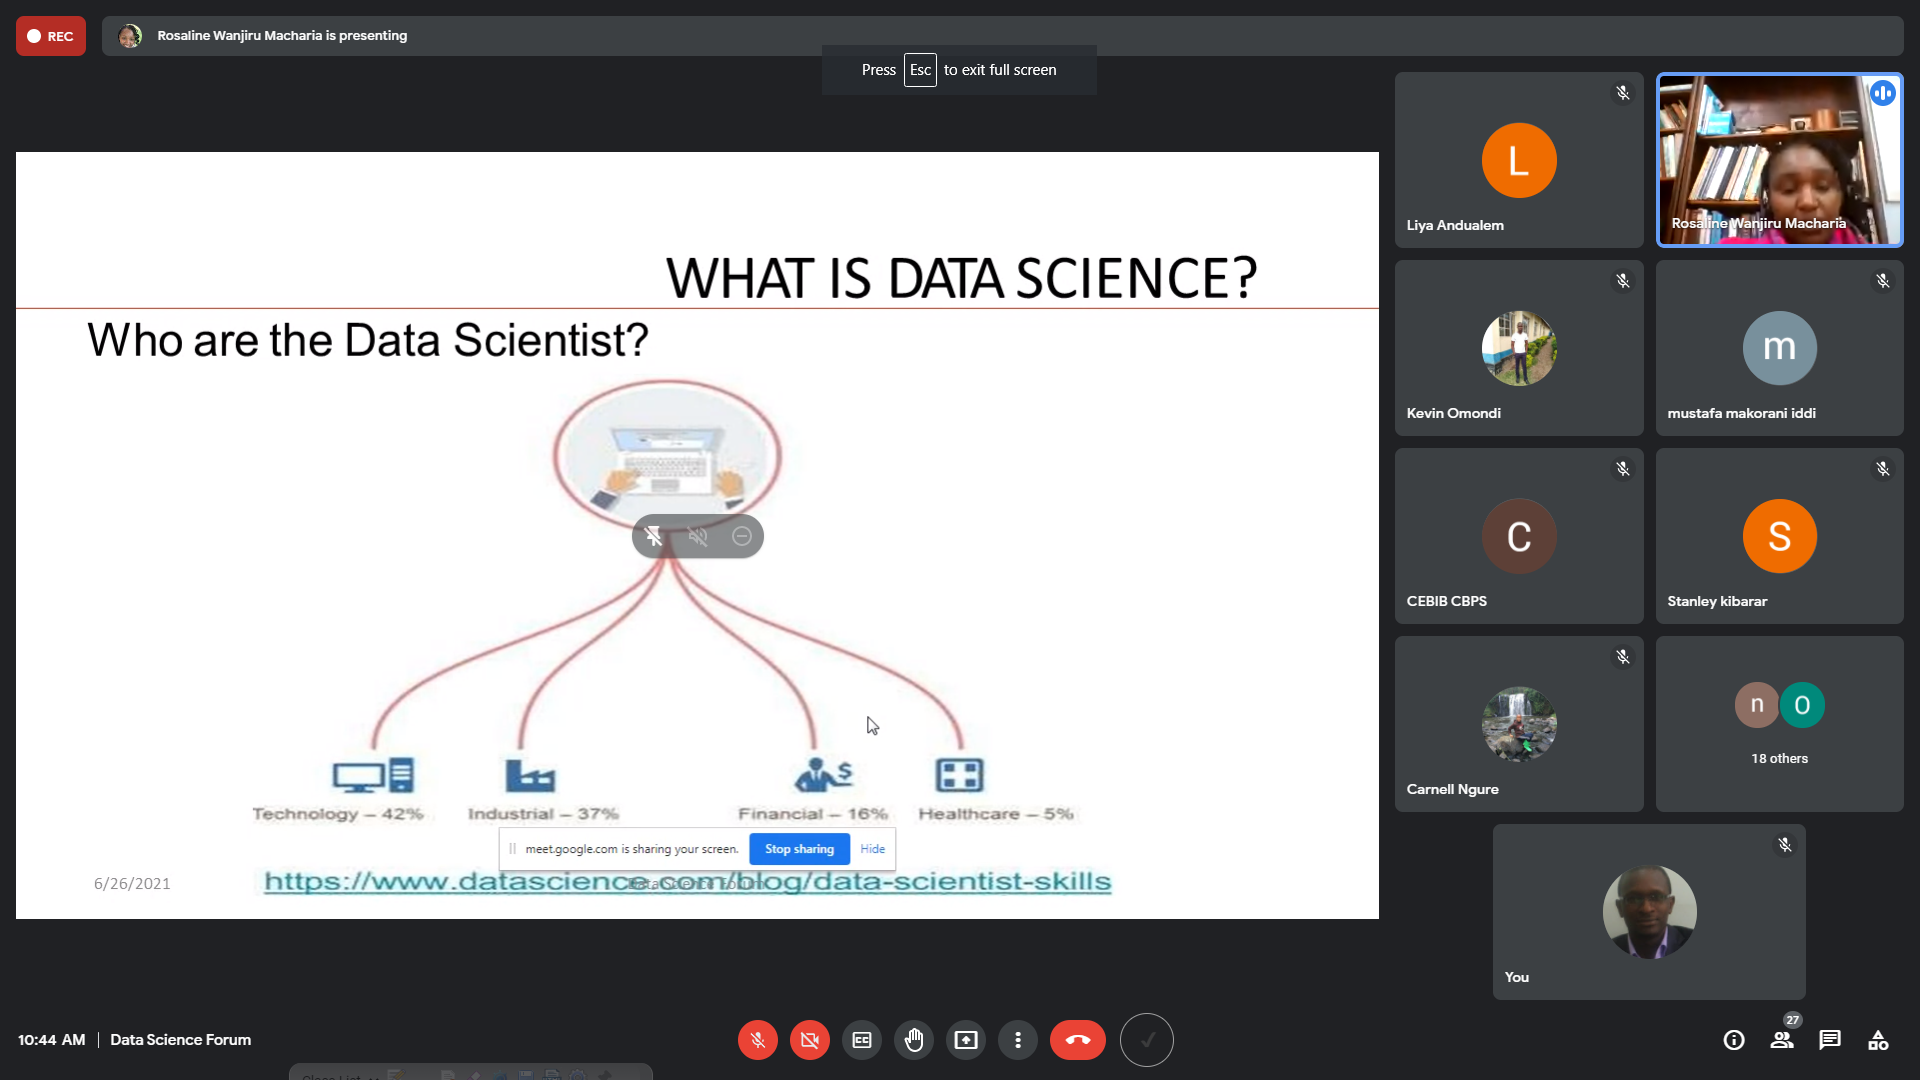 REC
Rosaline Wanjiru Macharia is presenting
Press Esc to exit full screen
WHAT IS DATA SCIENCE?
Who are the Data Scientist?
Technology – 42%
Industrial – 37%
Financial – 16%
Healthcare – 5%
meet.google.com is sharing your screen.
Stop sharing
Hide
6/26/2021
Data Science Forum
https://www.datascience.com/blog/data-scientist-skills
L
Liya Andualem
Rosaline Wanjiru Macharia
Kevin Omondi
m
mustafa makorani iddi
C
CEBIB CBPS
S
Stanley kibarar
Carnell Ngure
n
O
18 others
You
10:44 AM | Data Science Forum
CC
27